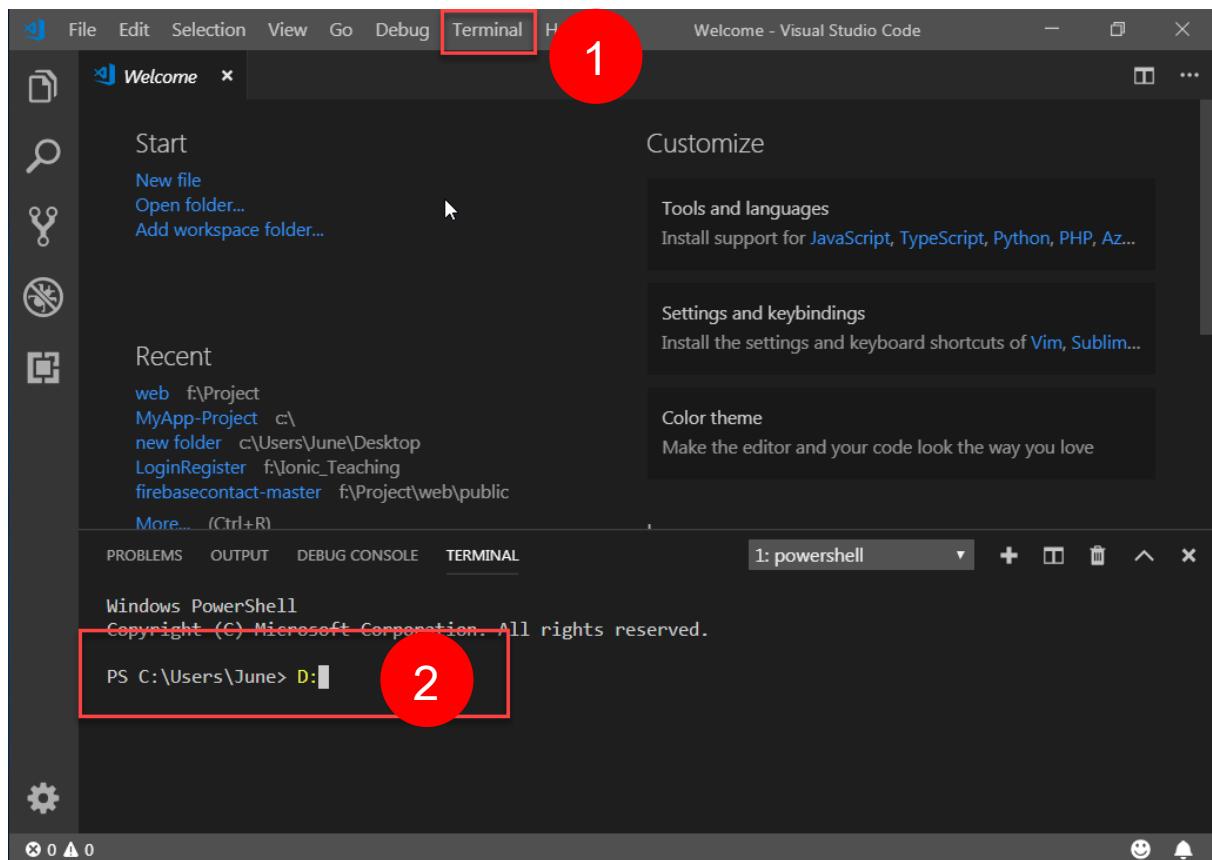 File Edit Selection View Go Debug Terminal Welcome - Visual Studio Code
1
Welcome
Start
New file
Open folder...
Add workspace folder...
Recent
web f:\Project
MyApp-Project c:\
new folder c:\Users\June\Desktop
LoginRegister f:\Ionic_Teaching
firebasecontact-master f:\Project\web\public
More... (Ctrl+R)
Customize
Tools and languages
Install support for JavaScript, TypeScript, Python, PHP, Az...
Settings and keybindings
Install the settings and keyboard shortcuts of Vim, Sublim...
Color theme
Make the editor and your code look the way you love
PROBLEMS OUTPUT DEBUG CONSOLE TERMINAL 1: powershell
Windows PowerShell
Copyright (C) Microsoft Corporation. All rights reserved.
PS C:\Users\June> D:
2
0 0